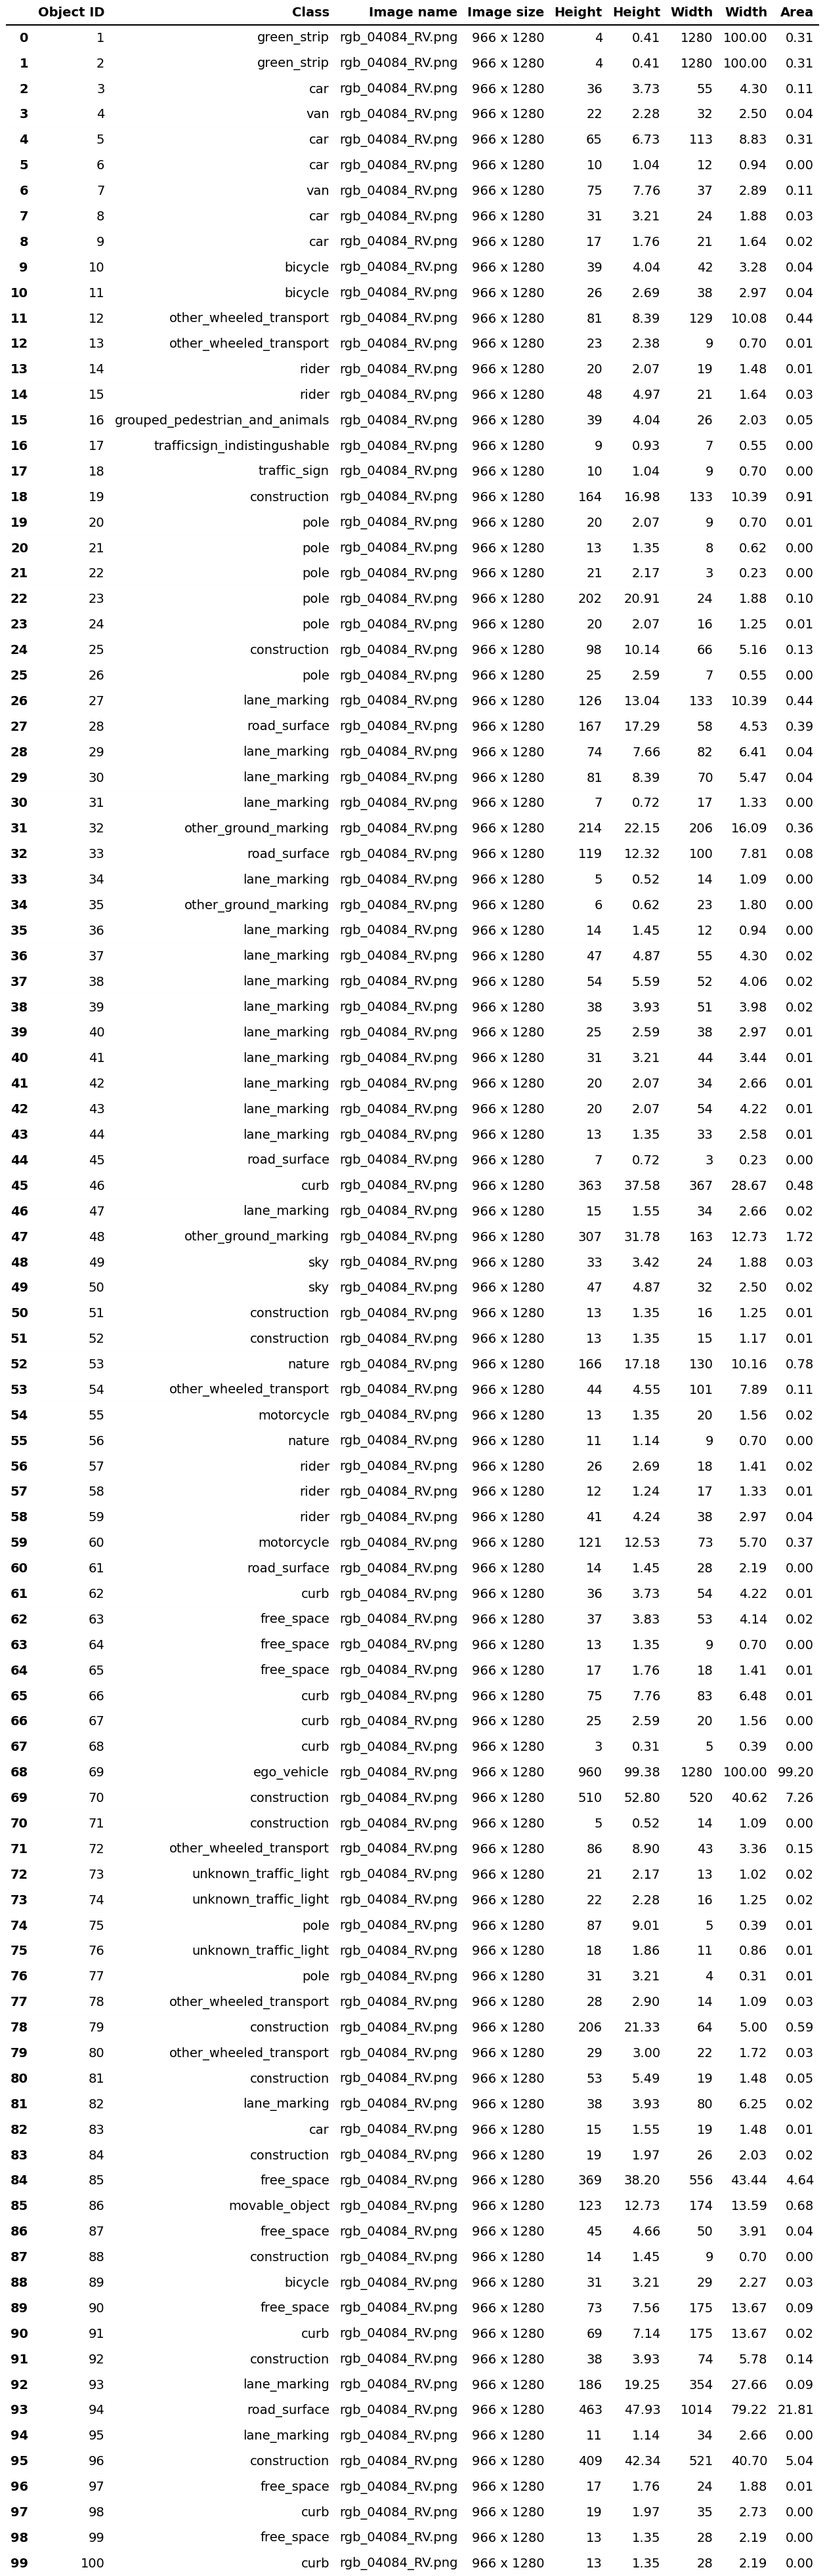 Object ID Class Image name Image size Height Height Width Width Area
0 1 green_strip rgb_04084_RV.png 966 x 1280 4 0.41 1280 100.00 0.31
1 2 green_strip rgb_04084_RV.png 966 x 1280 4 0.41 1280 100.00 0.31
2 3 car rgb_04084_RV.png 966 x 1280 36 3.73 55 4.30 0.11
3 4 van rgb_04084_RV.png 966 x 1280 22 2.28 32 2.50 0.04
4 5 car rgb_04084_RV.png 966 x 1280 65 6.73 113 8.83 0.31
5 6 car rgb_04084_RV.png 966 x 1280 10 1.04 12 0.94 0.00
6 7 van rgb_04084_RV.png 966 x 1280 75 7.76 37 2.89 0.11
7 8 car rgb_04084_RV.png 966 x 1280 31 3.21 24 1.88 0.03
8 9 car rgb_04084_RV.png 966 x 1280 17 1.76 21 1.64 0.02
9 10 bicycle rgb_04084_RV.png 966 x 1280 39 4.04 42 3.28 0.04
10 11 bicycle rgb_04084_RV.png 966 x 1280 26 2.69 38 2.97 0.04
11 12 other_wheeled_transport rgb_04084_RV.png 966 x 1280 81 8.39 129 10.08 0.44
12 13 other_wheeled_transport rgb_04084_RV.png 966 x 1280 23 2.38 9 0.70 0.01
13 14 rider rgb_04084_RV.png 966 x 1280 20 2.07 19 1.48 0.01
14 15 rider rgb_04084_RV.png 966 x 1280 48 4.97 21 1.64 0.03
15 16 grouped_pedestrian_and_animals rgb_04084_RV.png 966 x 1280 39 4.04 26 2.03 0.05
16 17 trafficsign_indistingushable rgb_04084_RV.png 966 x 1280 9 0.93 7 0.55 0.00
17 18 traffic_sign rgb_04084_RV.png 966 x 1280 10 1.04 9 0.70 0.00
18 19 construction rgb_04084_RV.png 966 x 1280 164 16.98 133 10.39 0.91
19 20 pole rgb_04084_RV.png 966 x 1280 20 2.07 9 0.70 0.01
20 21 pole rgb_04084_RV.png 966 x 1280 13 1.35 8 0.62 0.00
21 22 pole rgb_04084_RV.png 966 x 1280 21 2.17 3 0.23 0.00
22 23 pole rgb_04084_RV.png 966 x 1280 202 20.91 24 1.88 0.10
23 24 pole rgb_04084_RV.png 966 x 1280 20 2.07 16 1.25 0.01
24 25 construction rgb_04084_RV.png 966 x 1280 98 10.14 66 5.16 0.13
25 26 pole rgb_04084_RV.png 966 x 1280 25 2.59 7 0.55 0.00
26 27 lane_marking rgb_04084_RV.png 966 x 1280 126 13.04 133 10.39 0.44
27 28 road_surface rgb_04084_RV.png 966 x 1280 167 17.29 58 4.53 0.39
28 29 lane_marking rgb_04084_RV.png 966 x 1280 74 7.66 82 6.41 0.04
29 30 lane_marking rgb_04084_RV.png 966 x 1280 81 8.39 70 5.47 0.04
30 31 lane_marking rgb_04084_RV.png 966 x 1280 7 0.72 17 1.33 0.00
31 32 other_ground_marking rgb_04084_RV.png 966 x 1280 214 22.15 206 16.09 0.36
32 33 road_surface rgb_04084_RV.png 966 x 1280 119 12.32 100 7.81 0.08
33 34 lane_marking rgb_04084_RV.png 966 x 1280 5 0.52 14 1.09 0.00
34 35 other_ground_marking rgb_04084_RV.png 966 x 1280 6 0.62 23 1.80 0.00
35 36 lane_marking rgb_04084_RV.png 966 x 1280 14 1.45 12 0.94 0.00
36 37 lane_marking rgb_04084_RV.png 966 x 1280 47 4.87 55 4.30 0.02
37 38 lane_marking rgb_04084_RV.png 966 x 1280 54 5.59 52 4.06 0.02
38 39 lane_marking rgb_04084_RV.png 966 x 1280 38 3.93 51 3.98 0.02
39 40 lane_marking rgb_04084_RV.png 966 x 1280 25 2.59 38 2.97 0.01
40 41 lane_marking rgb_04084_RV.png 966 x 1280 31 3.21 44 3.44 0.01
41 42 lane_marking rgb_04084_RV.png 966 x 1280 20 2.07 34 2.66 0.01
42 43 lane_marking rgb_04084_RV.png 966 x 1280 20 2.07 54 4.22 0.01
43 44 lane_marking rgb_04084_RV.png 966 x 1280 13 1.35 33 2.58 0.01
44 45 road_surface rgb_04084_RV.png 966 x 1280 7 0.72 3 0.23 0.00
45 46 curb rgb_04084_RV.png 966 x 1280 363 37.58 367 28.67 0.48
46 47 lane_marking rgb_04084_RV.png 966 x 1280 15 1.55 34 2.66 0.02
47 48 other_ground_marking rgb_04084_RV.png 966 x 1280 307 31.78 163 12.73 1.72
48 49 sky rgb_04084_RV.png 966 x 1280 33 3.42 24 1.88 0.03
49 50 sky rgb_04084_RV.png 966 x 1280 47 4.87 32 2.50 0.02
50 51 construction rgb_04084_RV.png 966 x 1280 13 1.35 16 1.25 0.01
51 52 construction rgb_04084_RV.png 966 x 1280 13 1.35 15 1.17 0.01
52 53 nature rgb_04084_RV.png 966 x 1280 166 17.18 130 10.16 0.78
53 54 other_wheeled_transport rgb_04084_RV.png 966 x 1280 44 4.55 101 7.89 0.11
54 55 motorcycle rgb_04084_RV.png 966 x 1280 13 1.35 20 1.56 0.02
55 56 nature rgb_04084_RV.png 966 x 1280 11 1.14 9 0.70 0.00
56 57 rider rgb_04084_RV.png 966 x 1280 26 2.69 18 1.41 0.02
57 58 rider rgb_04084_RV.png 966 x 1280 12 1.24 17 1.33 0.01
58 59 rider rgb_04084_RV.png 966 x 1280 41 4.24 38 2.97 0.04
59 60 motorcycle rgb_04084_RV.png 966 x 1280 121 12.53 73 5.70 0.37
60 61 road_surface rgb_04084_RV.png 966 x 1280 14 1.45 28 2.19 0.00
61 62 curb rgb_04084_RV.png 966 x 1280 36 3.73 54 4.22 0.01
62 63 free_space rgb_04084_RV.png 966 x 1280 37 3.83 53 4.14 0.02
63 64 free_space rgb_04084_RV.png 966 x 1280 13 1.35 9 0.70 0.00
64 65 free_space rgb_04084_RV.png 966 x 1280 17 1.76 18 1.41 0.01
65 66 curb rgb_04084_RV.png 966 x 1280 75 7.76 83 6.48 0.01
66 67 curb rgb_04084_RV.png 966 x 1280 25 2.59 20 1.56 0.00
67 68 curb rgb_04084_RV.png 966 x 1280 3 0.31 5 0.39 0.00
68 69 ego_vehicle rgb_04084_RV.png 966 x 1280 960 99.38 1280 100.00 99.20
69 70 construction rgb_04084_RV.png 966 x 1280 510 52.80 520 40.62 7.26
70 71 construction rgb_04084_RV.png 966 x 1280 5 0.52 14 1.09 0.00
71 72 other_wheeled_transport rgb_04084_RV.png 966 x 1280 86 8.90 43 3.36 0.15
72 73 unknown_traffic_light rgb_04084_RV.png 966 x 1280 21 2.17 13 1.02 0.02
73 74 unknown_traffic_light rgb_04084_RV.png 966 x 1280 22 2.28 16 1.25 0.02
74 75 pole rgb_04084_RV.png 966 x 1280 87 9.01 5 0.39 0.01
75 76 unknown_traffic_light rgb_04084_RV.png 966 x 1280 18 1.86 11 0.86 0.01
76 77 pole rgb_04084_RV.png 966 x 1280 31 3.21 4 0.31 0.01
77 78 other_wheeled_transport rgb_04084_RV.png 966 x 1280 28 2.90 14 1.09 0.03
78 79 construction rgb_04084_RV.png 966 x 1280 206 21.33 64 5.00 0.59
79 80 other_wheeled_transport rgb_04084_RV.png 966 x 1280 29 3.00 22 1.72 0.03
80 81 construction rgb_04084_RV.png 966 x 1280 53 5.49 19 1.48 0.05
81 82 lane_marking rgb_04084_RV.png 966 x 1280 38 3.93 80 6.25 0.02
82 83 car rgb_04084_RV.png 966 x 1280 15 1.55 19 1.48 0.01
83 84 construction rgb_04084_RV.png 966 x 1280 19 1.97 26 2.03 0.02
84 85 free_space rgb_04084_RV.png 966 x 1280 369 38.20 556 43.44 4.64
85 86 movable_object rgb_04084_RV.png 966 x 1280 123 12.73 174 13.59 0.68
86 87 free_space rgb_04084_RV.png 966 x 1280 45 4.66 50 3.91 0.04
87 88 construction rgb_04084_RV.png 966 x 1280 14 1.45 9 0.70 0.00
88 89 bicycle rgb_04084_RV.png 966 x 1280 31 3.21 29 2.27 0.03
89 90 free_space rgb_04084_RV.png 966 x 1280 73 7.56 175 13.67 0.09
90 91 curb rgb_04084_RV.png 966 x 1280 69 7.14 175 13.67 0.02
91 92 construction rgb_04084_RV.png 966 x 1280 38 3.93 74 5.78 0.14
92 93 lane_marking rgb_04084_RV.png 966 x 1280 186 19.25 354 27.66 0.09
93 94 road_surface rgb_04084_RV.png 966 x 1280 463 47.93 1014 79.22 21.81
94 95 lane_marking rgb_04084_RV.png 966 x 1280 11 1.14 34 2.66 0.00
95 96 construction rgb_04084_RV.png 966 x 1280 409 42.34 521 40.70 5.04
96 97 free_space rgb_04084_RV.png 966 x 1280 17 1.76 24 1.88 0.01
97 98 curb rgb_04084_RV.png 966 x 1280 19 1.97 35 2.73 0.00
98 99 free_space rgb_04084_RV.png 966 x 1280 13 1.35 28 2.19 0.00
99 100 curb rgb_04084_RV.png 966 x 1280 13 1.35 28 2.19 0.00